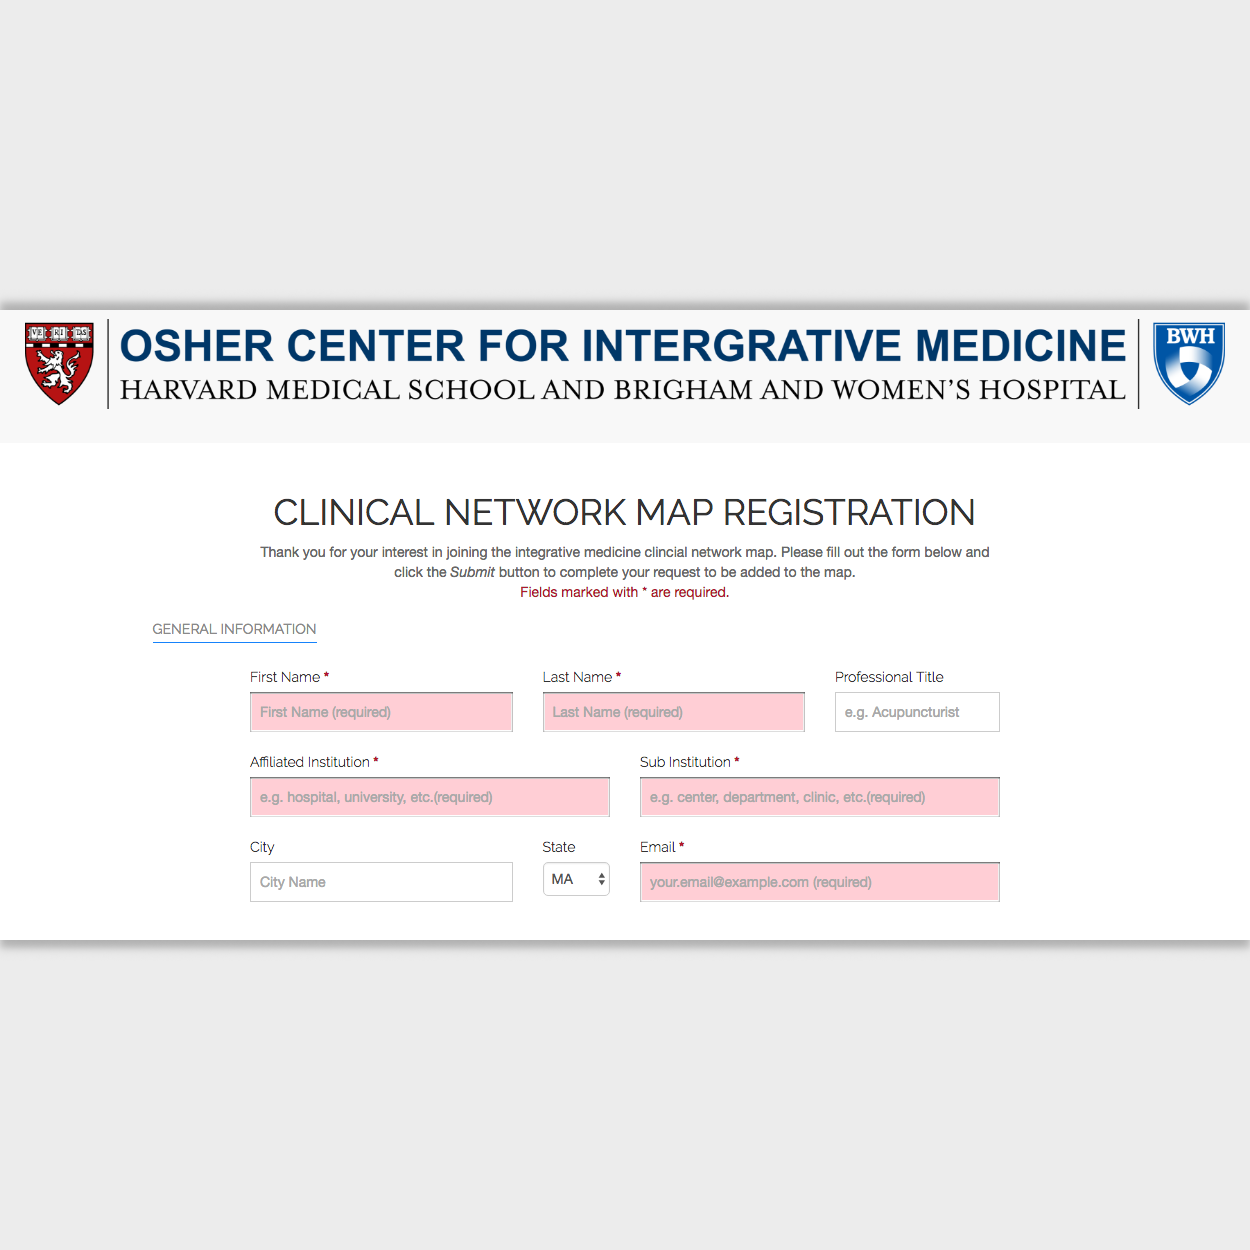 VE RI TAS
OSHER CENTER FOR INTERGRATIVE MEDICINE
HARVARD MEDICAL SCHOOL AND BRIGHAM AND WOMEN'S HOSPITAL
BWH
CLINICAL NETWORK MAP REGISTRATION
Thank you for your interest in joining the integrative medicine clincial network map. Please fill out the form below and
click the Submit button to complete your request to be added to the map.
Fields marked with * are required.
GENERAL INFORMATION
First Name * Last Name * Professional Title
First Name (required) Last Name (required) e.g. Acupuncturist
Affiliated Institution * Sub Institution *
e.g. hospital, university, etc.(required) e.g. center, department, clinic, etc.(required)
City State Email *
City Name MA your.email@example.com (required)